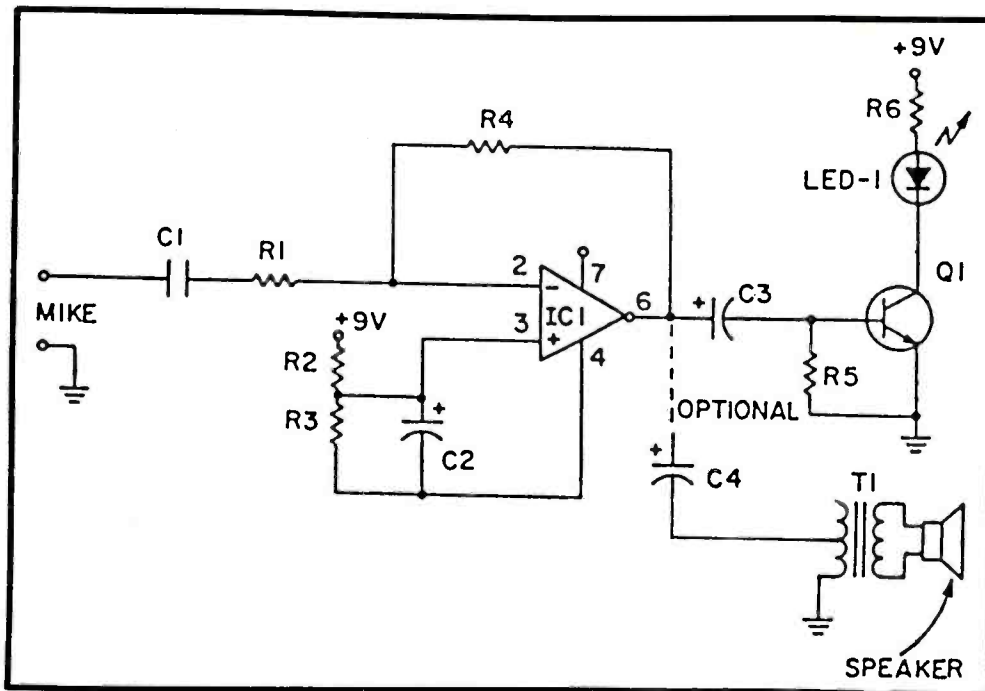 +9V
R6
R4
LED-1
C1
R1
2
7
Q1
-
IC1
6
+
C3
MIKE
+9V
3
+
4
R2
R5
R3
+
OPTIONAL
C2
+
C4
T1
SPEAKER